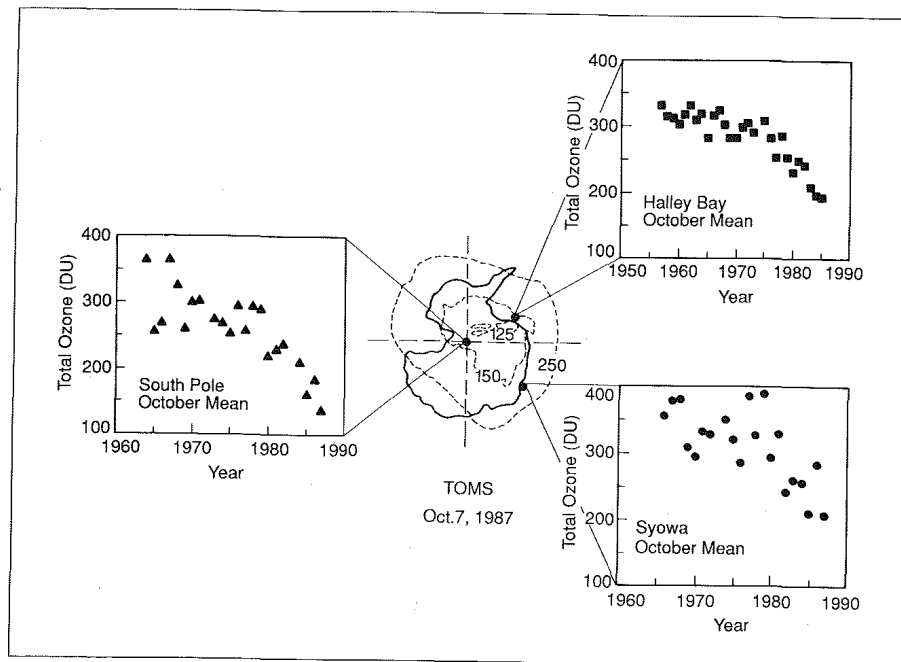 400
300
200
100
Total Ozone (DU)
Halley Bay
October Mean
1950 1960 1970 1980 1990
Year
400
300
250
200
100
Total Ozone (DU)
South Pole
October Mean
1960 1970 1980 1990
Year
125
150
250
TOMS
Oct.7, 1987
400
300
200
100
Total Ozone (DU)
Syowa
October Mean
1960 1970 1980 1990
Year